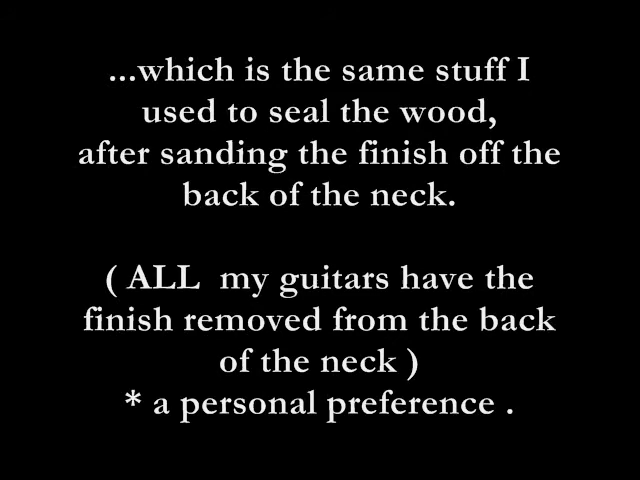 ...which is the same stuff I
used to seal the wood,
after sanding the finish off the
back of the neck.
( ALL  my guitars have the
finish removed from the back
of the neck )
* a personal preference .